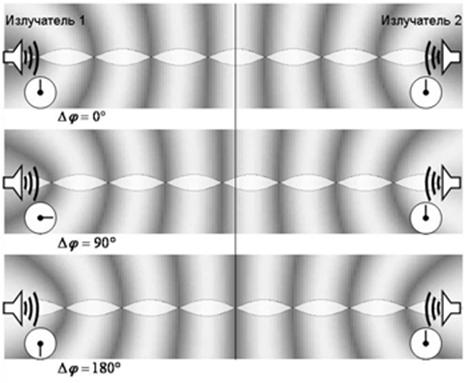 Излучатель 1 Излучатель 2
Δφ = 0°
Δφ = 90°
Δφ = 180°